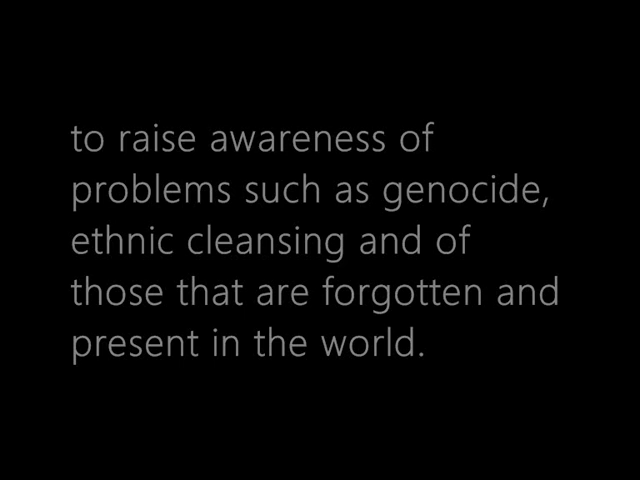 to raise awareness of
problems such as genocide,
ethnic cleansing and of
those that are forgotten and
present in the world.